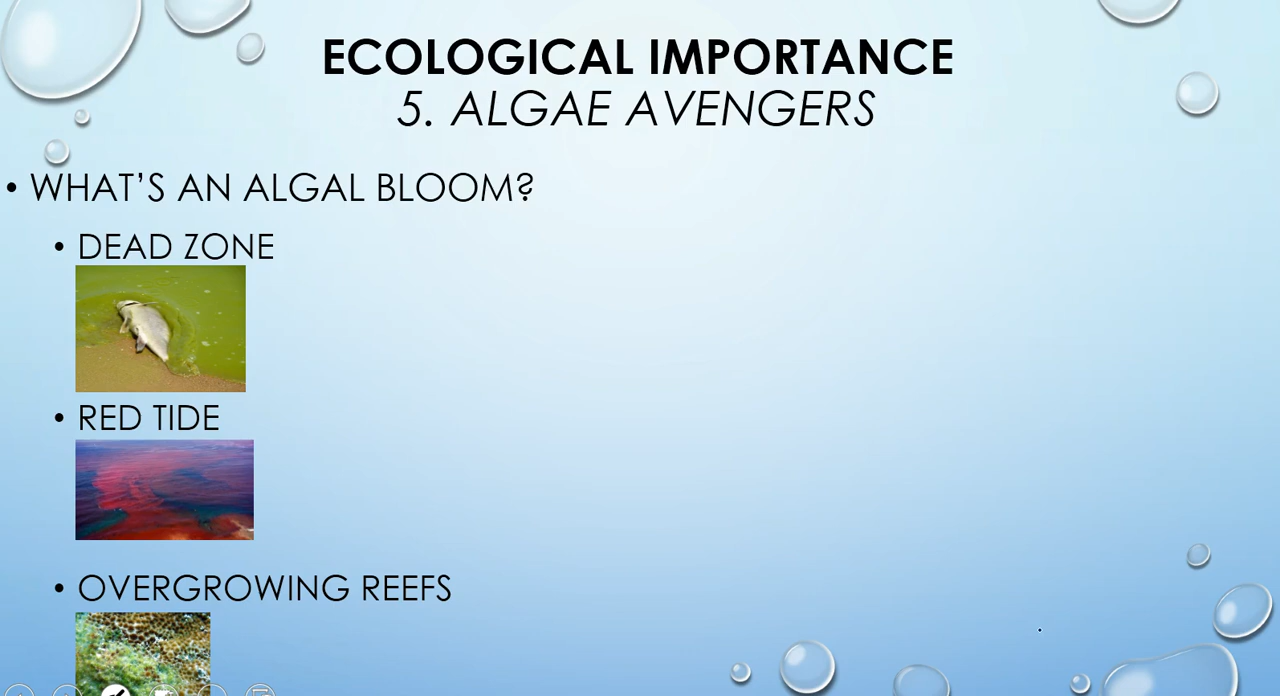 ECOLOGICAL IMPORTANCE
5. ALGAE AVENGERS
• WHAT’S AN ALGAL BLOOM?
• DEAD ZONE
• RED TIDE
• OVERGROWING REEFS